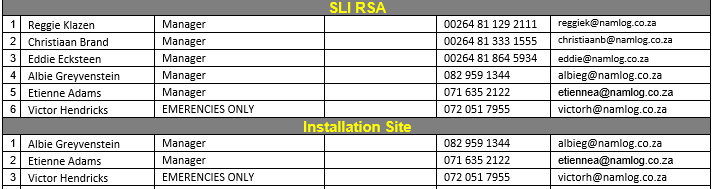 SLI RSA
1 Reggie Klazen Manager 00264 81 129 2111 reggiek@namlog.co.za
2 Christiaan Brand Manager 00264 81 333 1555 christiaanb@namlog.co.za
3 Eddie Ecksteen Manager 00264 81 864 5934 eddie@namlog.co.za
4 Albie Greyvenstein Manager 082 959 1344 albieg@namlog.co.za
5 Etienne Adams Manager 071 635 2122 etiennea@namlog.co.za
6 Victor Hendricks EMERENCIES ONLY 072 051 7955 victorh@namlog.co.za
Installation Site
1 Albie Greyvenstein Manager 082 959 1344 albieg@namlog.co.za
2 Etienne Adams Manager 071 635 2122 etiennea@namlog.co.za
3 Victor Hendricks EMERENCIES ONLY 072 051 7955 victorh@namlog.co.za